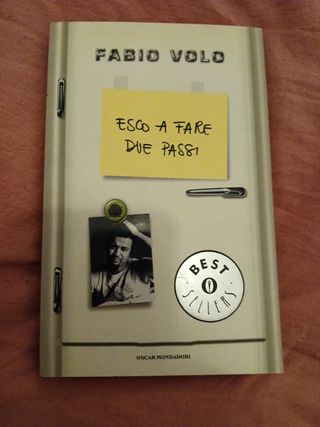 FABIO VOLO
ESCO A FARE
DUE PASSI
BEST
SELLERS
OSCAR MONDADORI